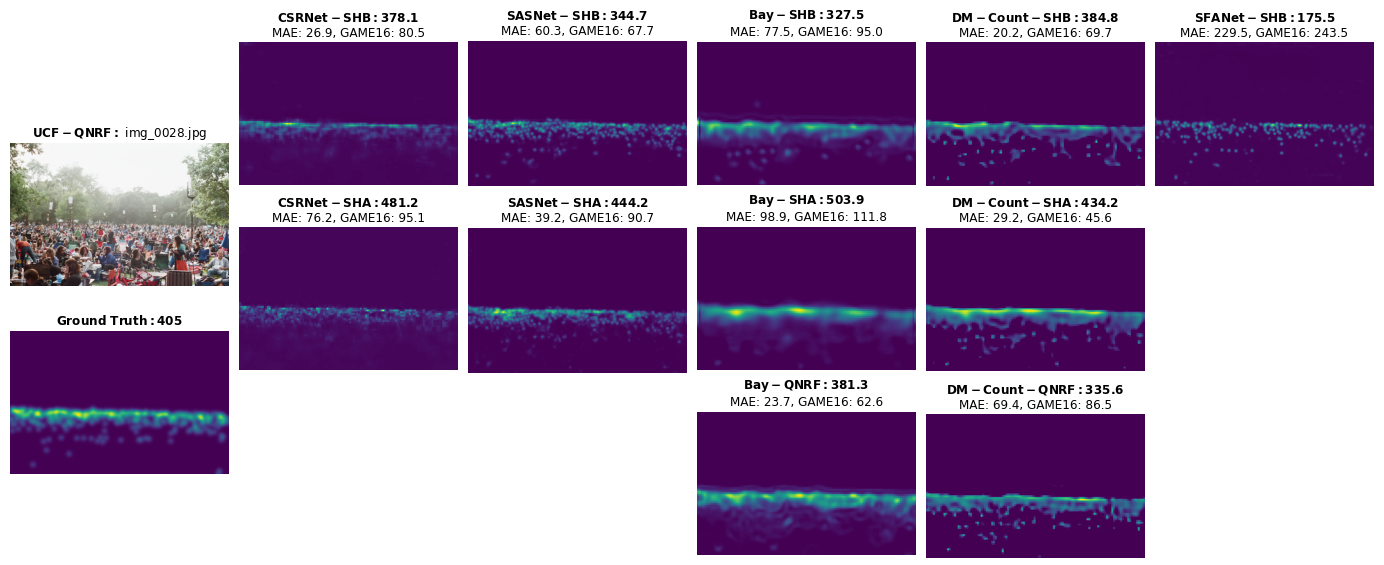 CSRNet − SHB : 378.1
MAE: 26.9, GAME16: 80.5
SASNet − SHB : 344.7
MAE: 60.3, GAME16: 67.7
Bay − SHB : 327.5
MAE: 77.5, GAME16: 95.0
DM − Count − SHB : 384.8
MAE: 20.2, GAME16: 69.7
SFANet − SHB : 175.5
MAE: 229.5, GAME16: 243.5
UCF − QNRF : img_0028.jpg
CSRNet − SHA : 481.2
MAE: 76.2, GAME16: 95.1
SASNet − SHA : 444.2
MAE: 39.2, GAME16: 90.7
Bay − SHA : 503.9
MAE: 98.9, GAME16: 111.8
DM − Count − SHA : 434.2
MAE: 29.2, GAME16: 45.6
Ground Truth : 405
Bay − QNRF : 381.3
MAE: 23.7, GAME16: 62.6
DM − Count − QNRF : 335.6
MAE: 69.4, GAME16: 86.5